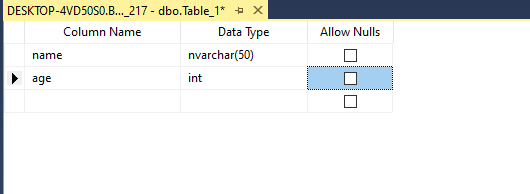 DESKTOP-4VD50S0.B..._217 - dbo.Table_1*
Column Name Data Type Allow Nulls
name nvarchar(50)
age int